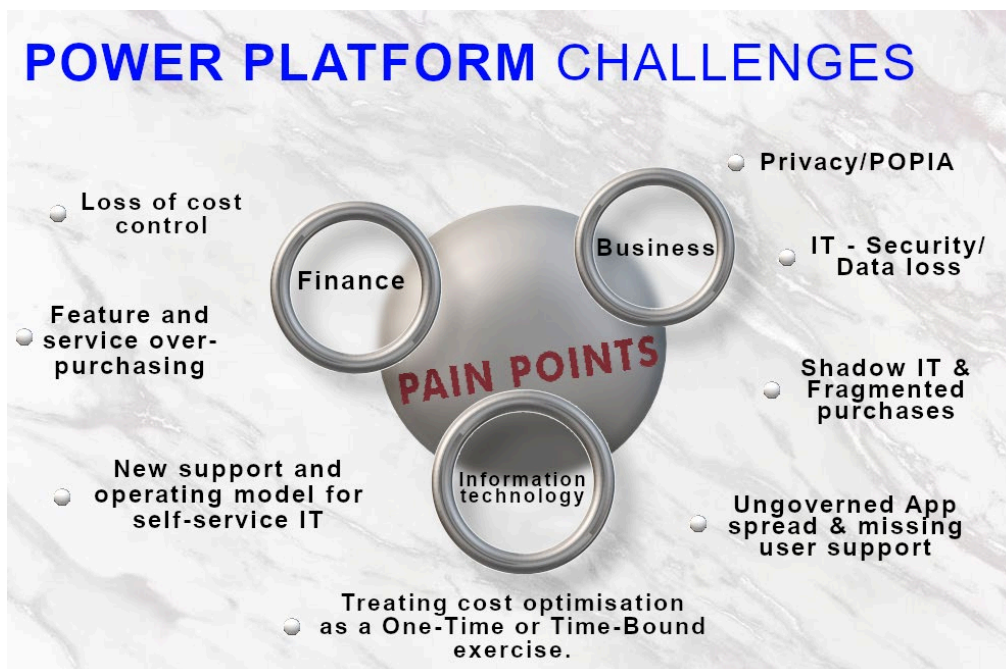 POWER PLATFORM CHALLENGES
Privacy/POPIA
Loss of cost
control
Business
IT - Security/
Data loss
Finance
Feature and
service over-
purchasing
PAIN POINTS
Shadow IT &
Fragmented
purchases
New support and
operating model for
self-service IT
Information
technology
Ungoverned App
spread & missing
user support
Treating cost optimisation
as a One-Time or Time-Bound
exercise.